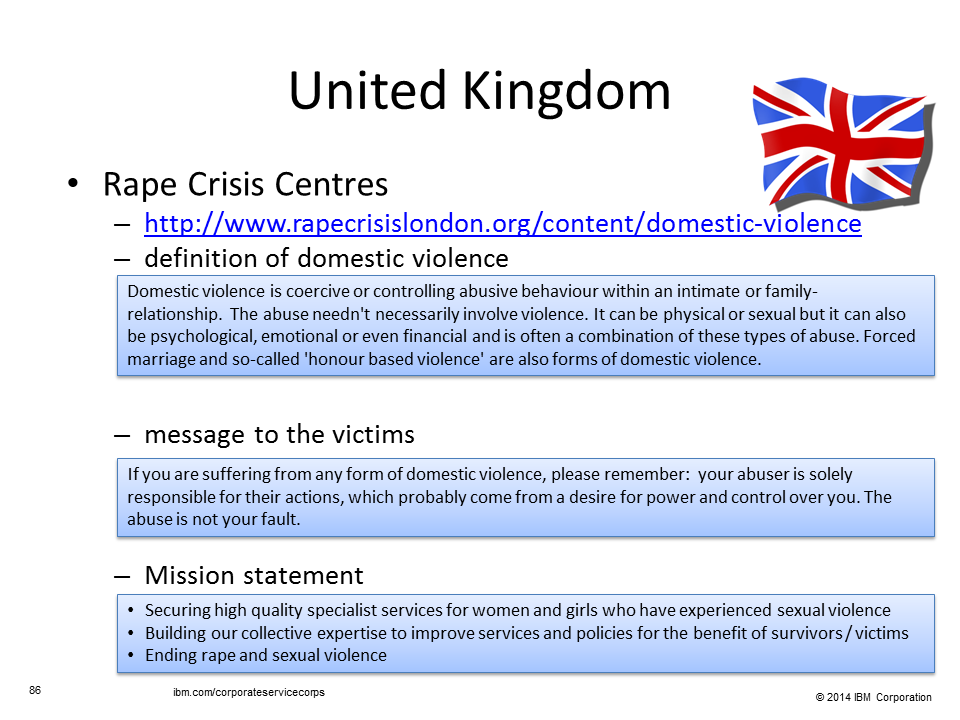 United Kingdom
• Rape Crisis Centres
– http://www.rapecrisislondon.org/content/domestic-violence
– definition of domestic violence
Domestic violence is coercive or controlling abusive behaviour within an intimate or family-
relationship. The abuse needn't necessarily involve violence. It can be physical or sexual but it can also
be psychological, emotional or even financial and is often a combination of these types of abuse. Forced
marriage and so-called 'honour based violence' are also forms of domestic violence.
– message to the victims
If you are suffering from any form of domestic violence, please remember: your abuser is solely
responsible for their actions, which probably come from a desire for power and control over you. The
abuse is not your fault.
– Mission statement
• Securing high quality specialist services for women and girls who have experienced sexual violence
• Building our collective expertise to improve services and policies for the benefit of survivors / victims
• Ending rape and sexual violence
86
ibm.com/corporateservicecorps
© 2014 IBM Corporation